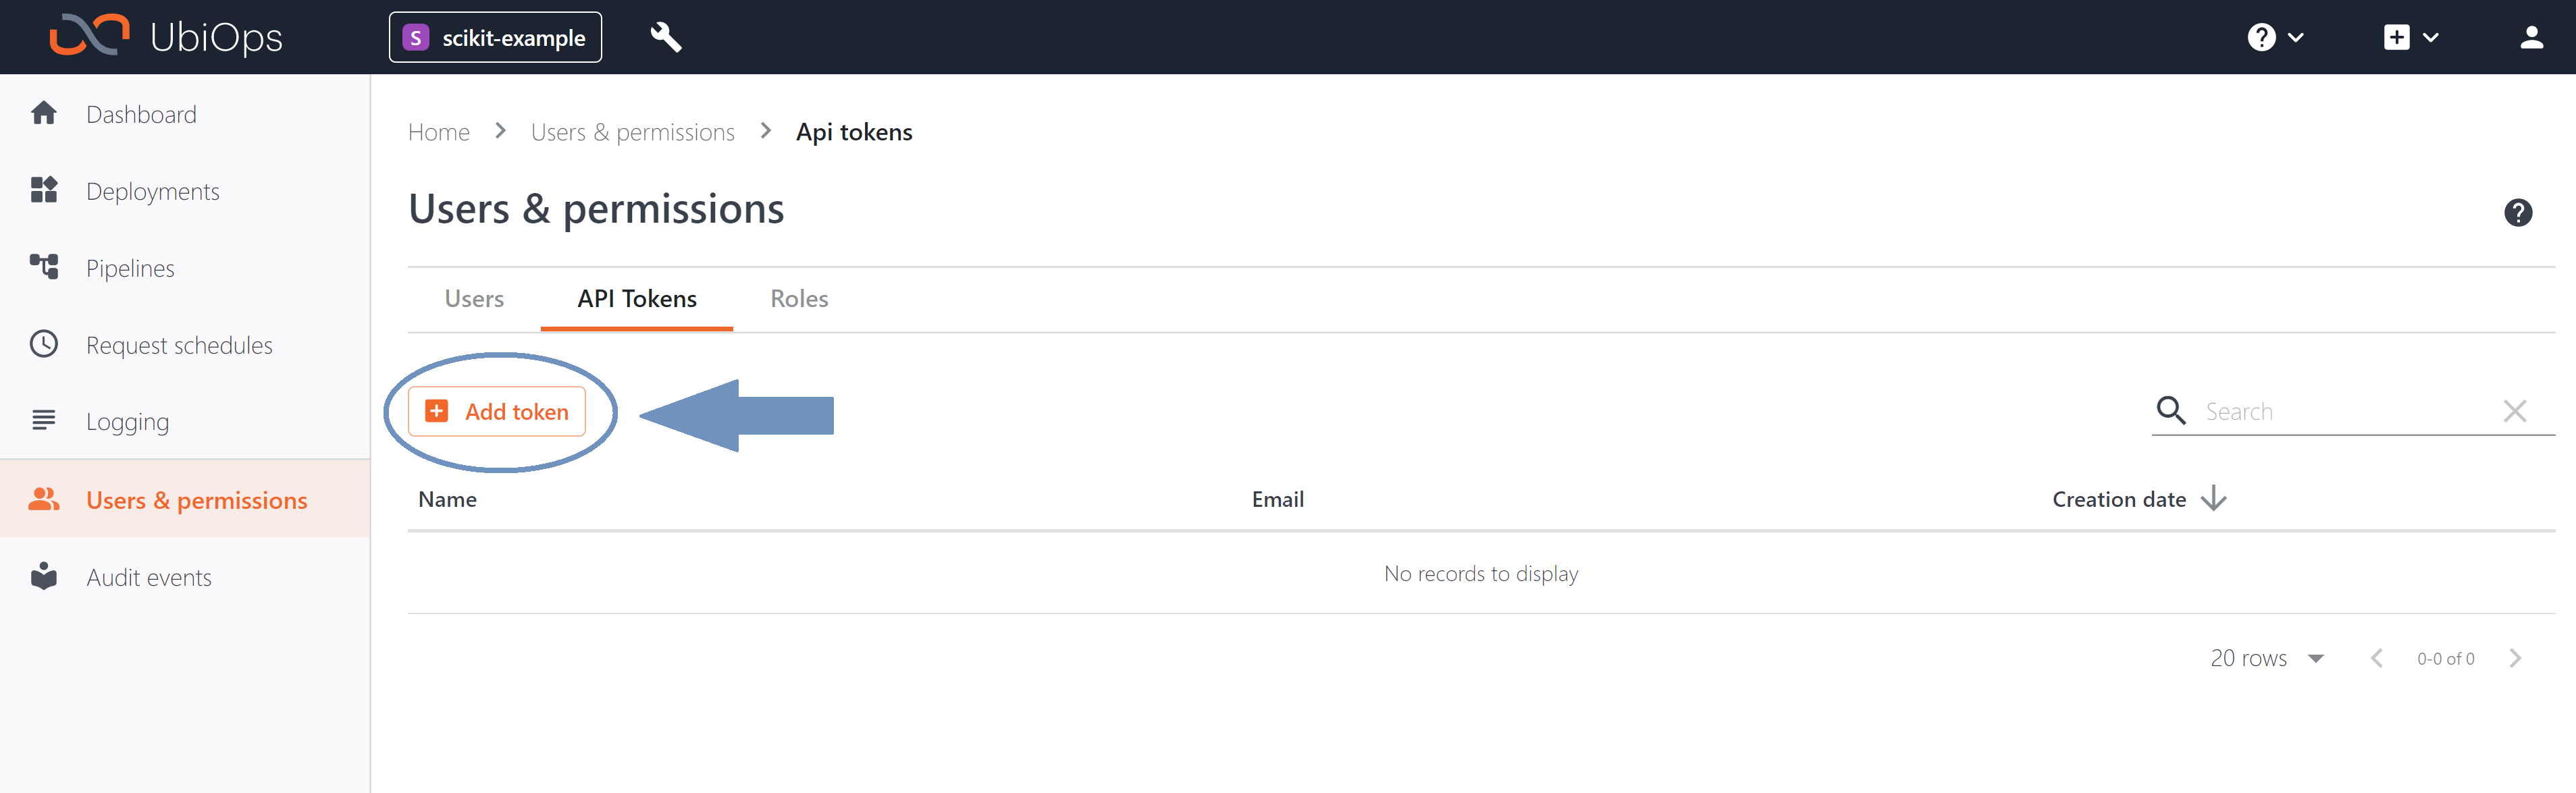 UbiOps
S scikit-example
Dashboard
Deployments
Pipelines
Request schedules
Logging
Users & permissions
Audit events
Home > Users & permissions > Api tokens
Users & permissions
Users API Tokens Roles
Add token
Search
Name Email Creation date
No records to display
20 rows 0-0 of 0